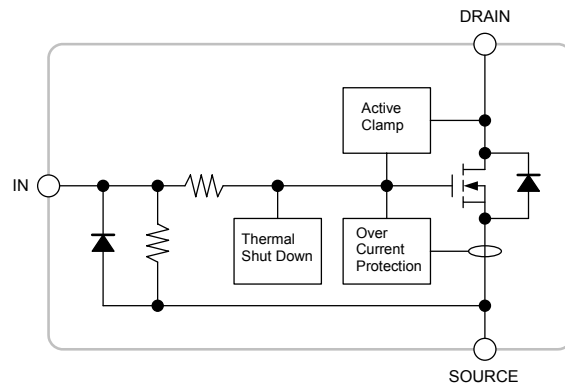 DRAIN
Active
Clamp
IN
Thermal
Shut Down
Over
Current
Protection
SOURCE